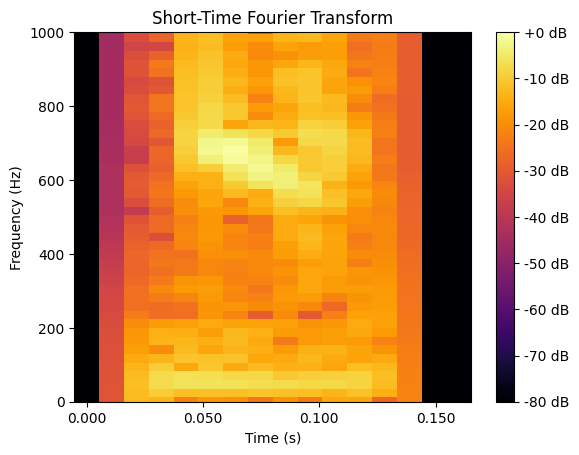 Short-Time Fourier Transform
1000
800
600
400
200
0
Frequency (Hz)
0.000
0.050
0.100
0.150
Time (s)
+0 dB
-10 dB
-20 dB
-30 dB
-40 dB
-50 dB
-60 dB
-70 dB
-80 dB